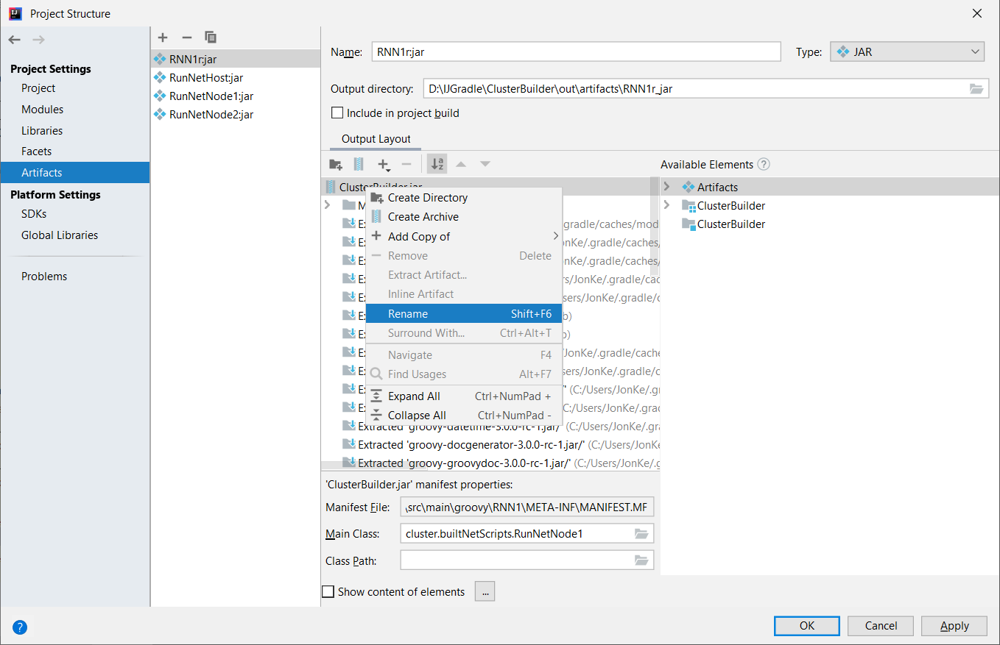 Project Structure
Project Settings
Project
Modules
Libraries
Facets
Artifacts
Platform Settings
SDKs
Global Libraries
Problems
RNN1r:jar
RunNetHost:jar
RunNetNode1:jar
RunNetNode2:jar
Name: RNN1r:jar Type: JAR
Output directory: D:\IJGradle\ClusterBuilder\out\artifacts\RNN1r_jar
Include in project build
Output Layout
Available Elements ?
ClusterBuilder.jar
M
Ex .gradle/caches/mod
Ex onKe/.gradle/caches/
Ex nKe/.gradle/caches/
Ex rs/JonKe/.gradle/cac
Ex sers/JonKe/.gradle/c
Ex b)
Ex b)
Ex JonKe/.gradle/cache
Ex sers/JonKe/.gradle/c
Ex ' (C:/Users/JonKe/.gr
Ex C:/Users/JonKe/.grad
Extracted 'groovy-datetime-3.0.0-rc-1.jar/' (C:/Users/JonKe/.gra
Extracted 'groovy-docgenerator-3.0.0-rc-1.jar/' (C:/Users/JonKe
Extracted 'groovy-groovydoc-3.0.0-rc-1.jar/' (C:/Users/JonKe/.g
Create Directory
Create Archive
Add Copy of
Remove Delete
Extract Artifact...
Inline Artifact
Rename Shift+F6
Surround With... Ctrl+Alt+T
Navigate F4
Find Usages Alt+F7
Expand All Ctrl+NumPad +
Collapse All Ctrl+NumPad -
Artifacts
ClusterBuilder
ClusterBuilder
'ClusterBuilder.jar' manifest properties:
Manifest File: \src\main\groovy\RNN1\META-INF\MANIFEST.MF
Main Class: cluster.builtNetScripts.RunNetNode1
Class Path:
Show content of elements ...
? OK Cancel Apply